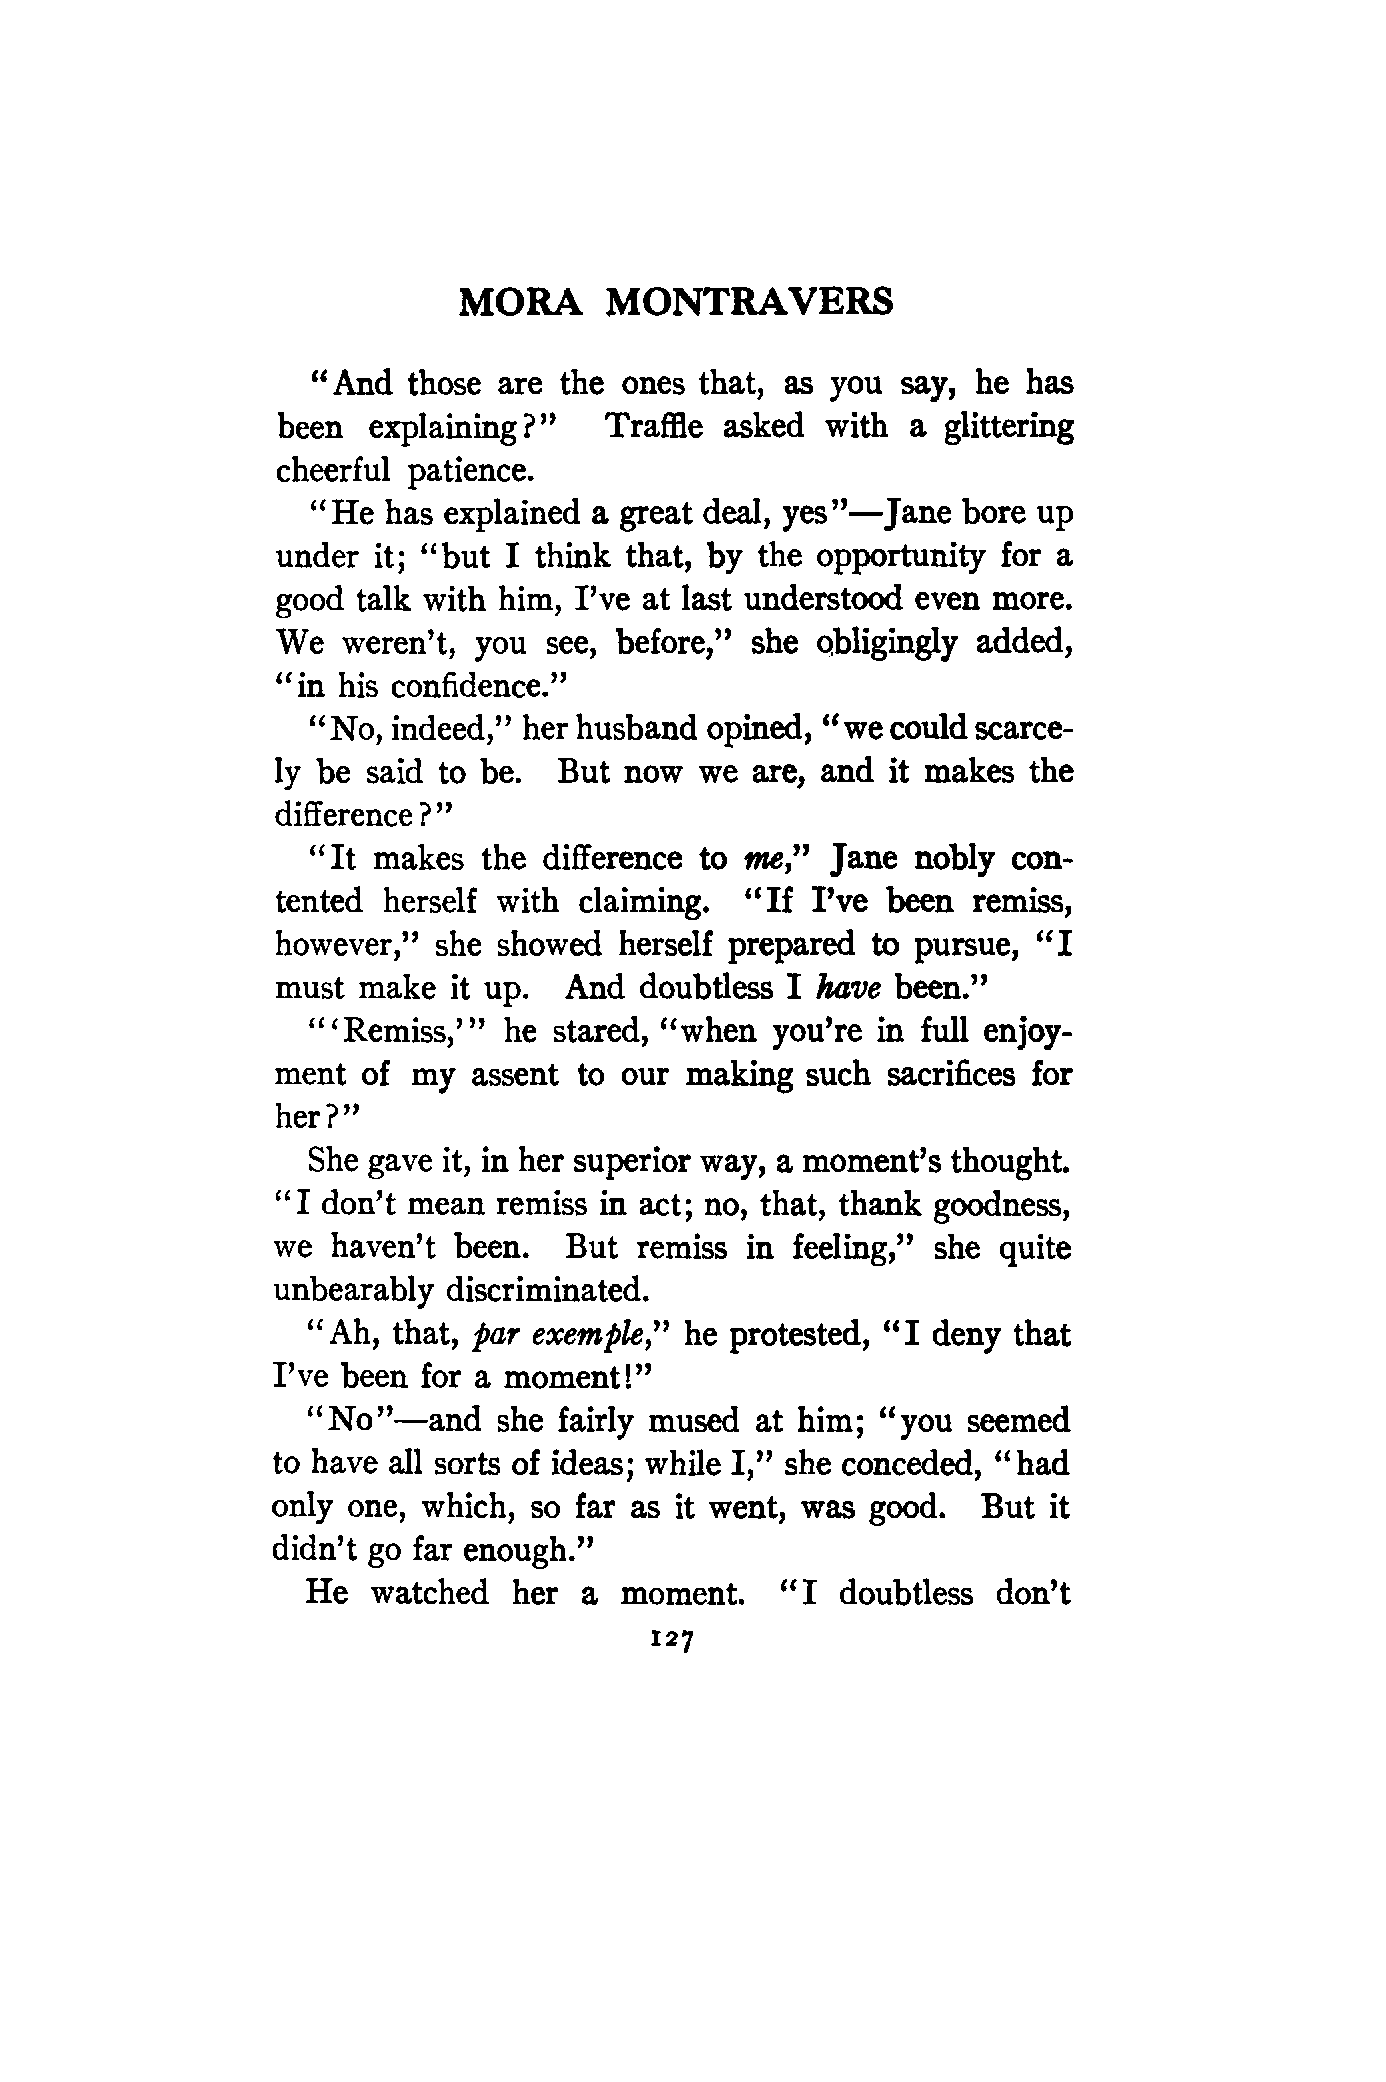 MORA MONTRAVERS
"And those are the ones that, as you say, he has
been explaining?" Traffle asked with a glittering
cheerful patience.
"He has explained a great deal, yes"—Jane bore up
under it; "but I think that, by the opportunity for a
good talk with him, I've at last understood even more.
We weren't, you see, before," she obligingly added,
"in his confidence."
"No, indeed," her husband opined, "we could scarce-
ly be said to be. But now we are, and it makes the
difference?"
"It makes the difference to me," Jane nobly con-
tented herself with claiming. "If I've been remiss,
however," she showed herself prepared to pursue, "I
must make it up. And doubtless I have been."
"'Remiss,'" he stared, "when you're in full enjoy-
ment of my assent to our making such sacrifices for
her?"
She gave it, in her superior way, a moment's thought.
"I don't mean remiss in act; no, that, thank goodness,
we haven't been. But remiss in feeling," she quite
unbearably discriminated.
"Ah, that, par exemple," he protested, "I deny that
I've been for a moment!"
"No"—and she fairly mused at him; "you seemed
to have all sorts of ideas; while I," she conceded, "had
only one, which, so far as it went, was good. But it
didn't go far enough."
He watched her a moment. "I doubtless don't
127